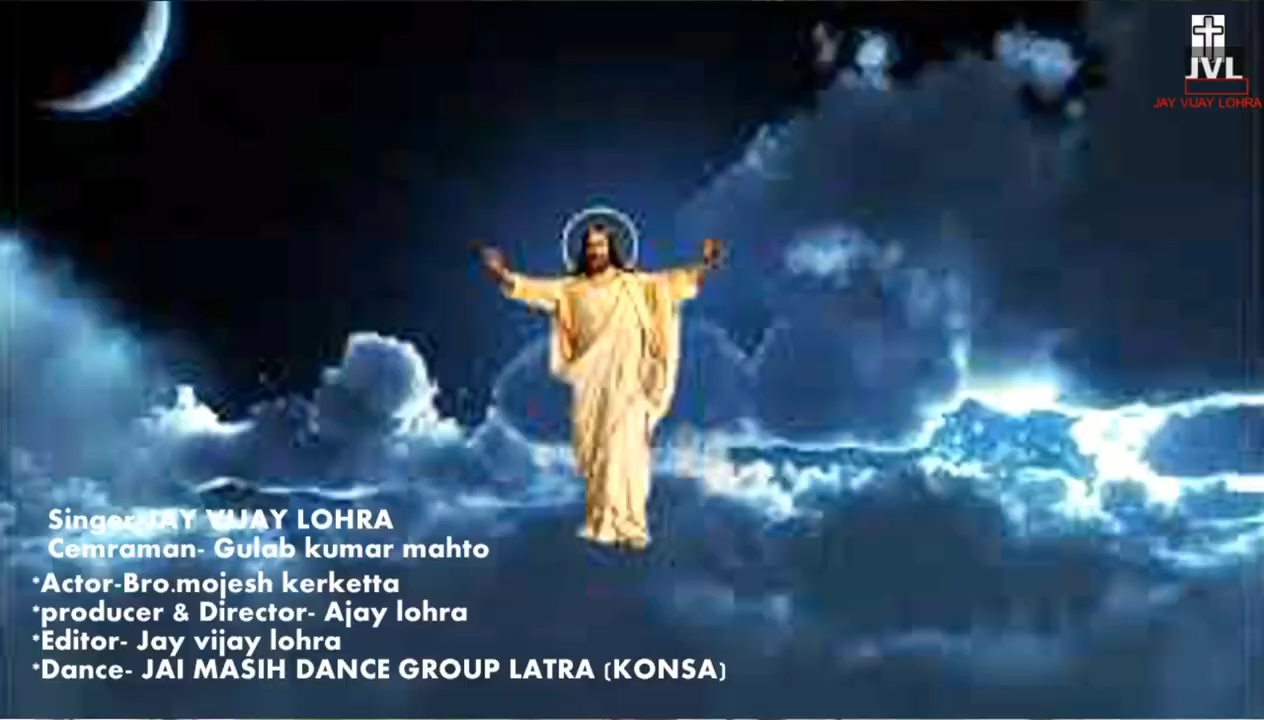 JVL
JAY VIJAY LOHRA
Singer-JAY VIJAY LOHRA
Cemraman- Gulab kumar mahto
*Actor-Bro.mojesh kerketta
*producer & Director- Ajay lohra
*Editor- Jay vijay lohra
*Dance- JAI MASIH DANCE GROUP LATRA (KONSA)